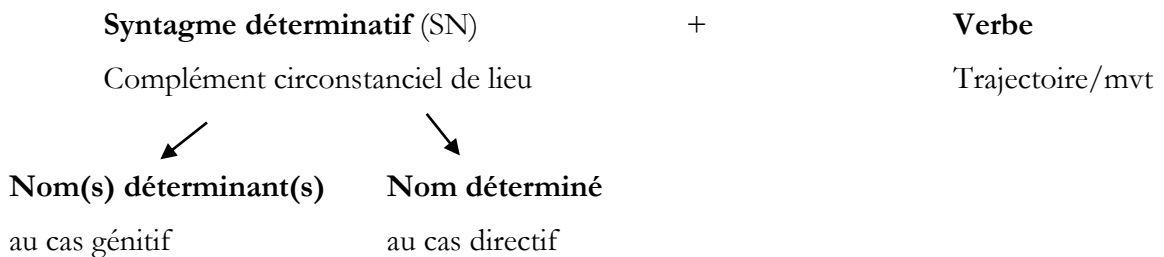 Syntagme déterminatif (SN) + Verbe
Complément circonstanciel de lieu Trajectoire/mvt
Nom(s) déterminant(s) Nom déterminé
au cas génitif au cas directif